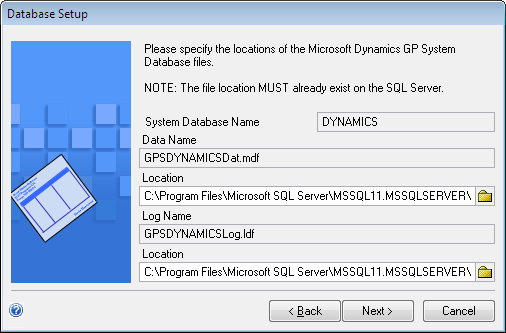 Database Setup
Please specify the locations of the Microsoft Dynamics GP System
Database files.
NOTE: The file location MUST already exist on the SQL Server.
System Database Name DYNAMICS
Data Name
GPSDYNAMICSDat.mdf
Location
C:\Program Files\Microsoft SQL Server\MSSQL11.MSSQLSERVER\
Log Name
GPSDYNAMICSLog.ldf
Location
C:\Program Files\Microsoft SQL Server\MSSQL11.MSSQLSERVER\
? < Back Next > Cancel